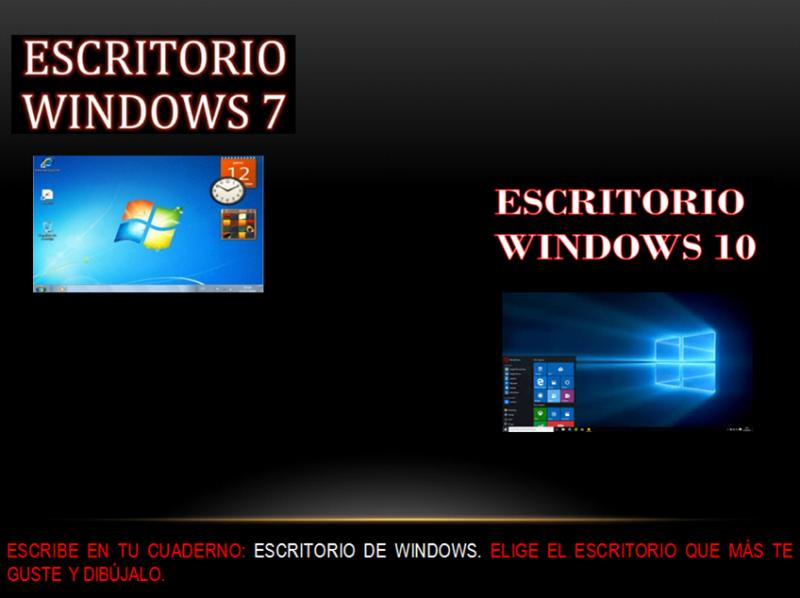 ESCRITORIO
WINDOWS 7
12
ESCRITORIO
WINDOWS 10
ESCRIBE EN TU CUADERNO: ESCRITORIO DE WINDOWS. ELIGE EL ESCRITORIO QUE MÁS TE
GUSTE Y DIBÚJALO.